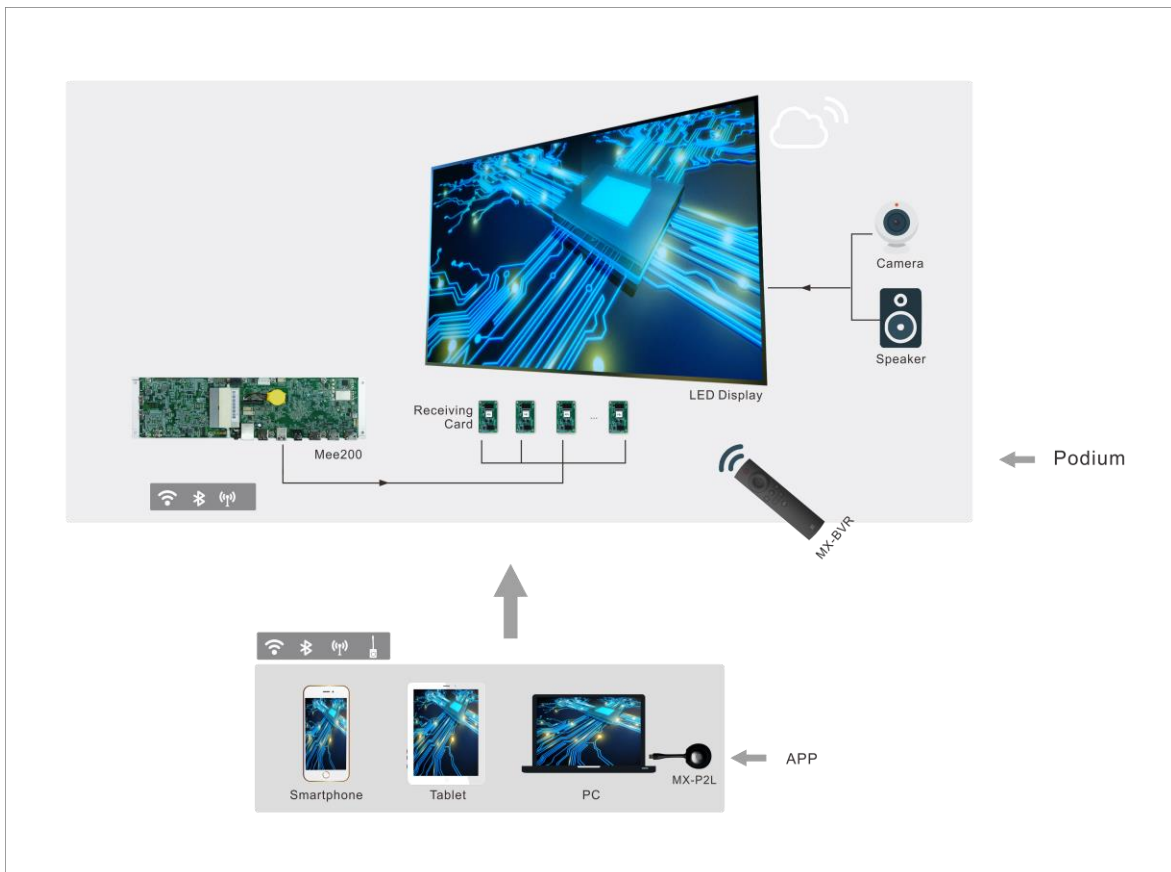 Camera
Speaker
LED Display
Receiving
Card
...
Mee200
MX-BVR
Podium
Smartphone
Tablet
PC
MX-P2L
APP